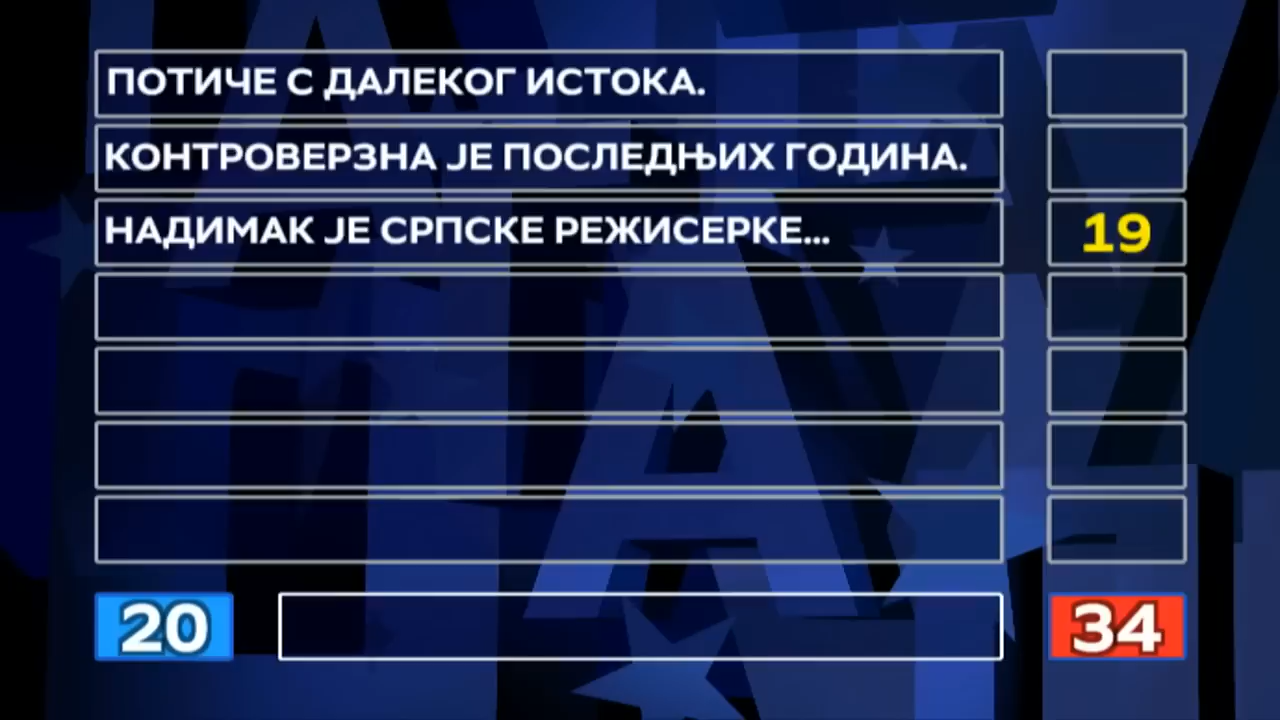 ПОТИЧЕ С ДАЛЕКОГ ИСТОКА.
КОНТРОВЕРЗНА ЈЕ ПОСЛЕДЊИХ ГОДИНА.
НАДИМАК ЈЕ СРПСКЕ РЕЖИСЕРКЕ... 19
20 34